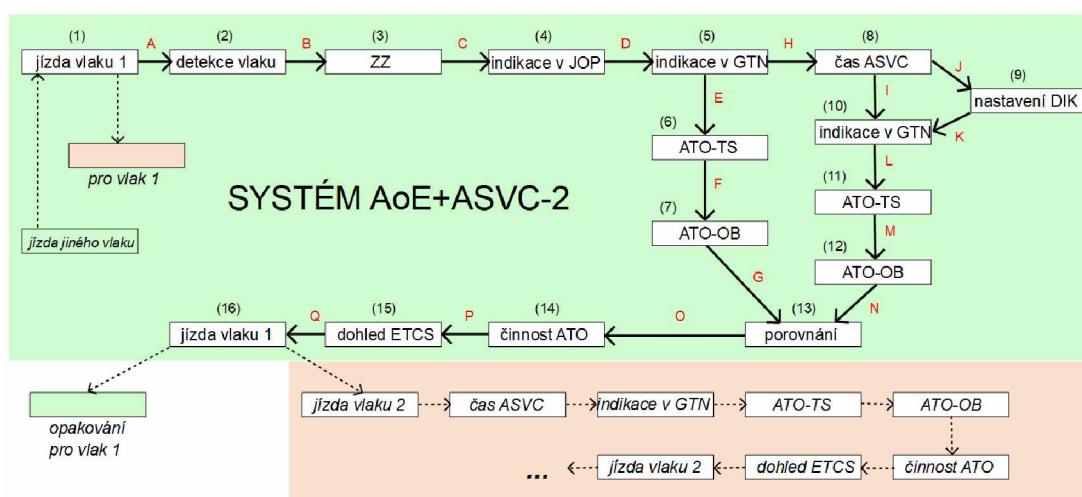 (1)
A
(2)
B
(3)
C
(4)
D
(5)
H
(8)
J
(9)
jízda vlaku 1
detekce vlaku
ZZ
indikace v JOP
indikace v GTN
čas ASVC
nastavení DIK
E
I
K
(6)
ATO-TS
(10)
indikace v GTN
pro vlak 1
F
L
SYSTÉM AoE+ASVC-2
(11)
ATO-TS
(7)
ATO-OB
M
jízda jiného vlaku
(12)
ATO-OB
G
N
(16)
Q
(15)
P
(14)
O
(13)
jízda vlaku 1
dohled ETCS
činnost ATO
porovnání
opakování
pro vlak 1
jízda vlaku 2
čas ASVC
indikace v GTN
ATO-TS
ATO-OB
...
jízda vlaku 2
dohled ETCS
činnost ATO